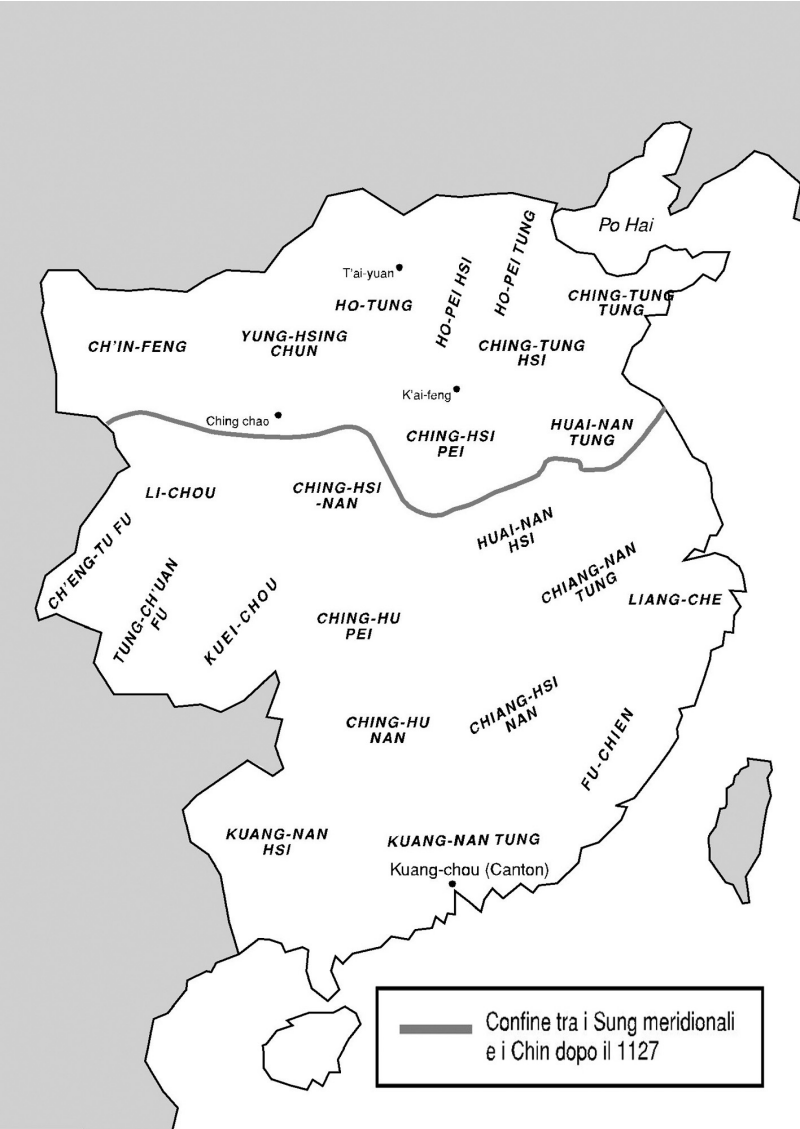 Po Hai
HO-PEI TUNG
T'ai-yuan
HO-PEI HSI
HO-TUNG
CHING-TUNG
TUNG
CH'IN-FENG
YUNG-HSING
CHUN
CHING-TUNG
HSI
K'ai-feng
Ching chao
CHING-HSI
PEI
HUAI-NAN
TUNG
LI-CHOU
CHING-HSI
-NAN
HUAI-NAN
HSI
CH'ENG-TU FU
TUNG-CH'UAN
FU
KUEI-CHOU
CHING-HU
PEI
CHIANG-NAN
TUNG
LIANG-CHE
CHING-HU
NAN
CHIANG-HSI
NAN
FU-CHIEN
KUANG-NAN
HSI
KUANG-NAN TUNG
Kuang-chou (Canton)
Confine tra i Sung meridionali
e i Chin dopo il 1127